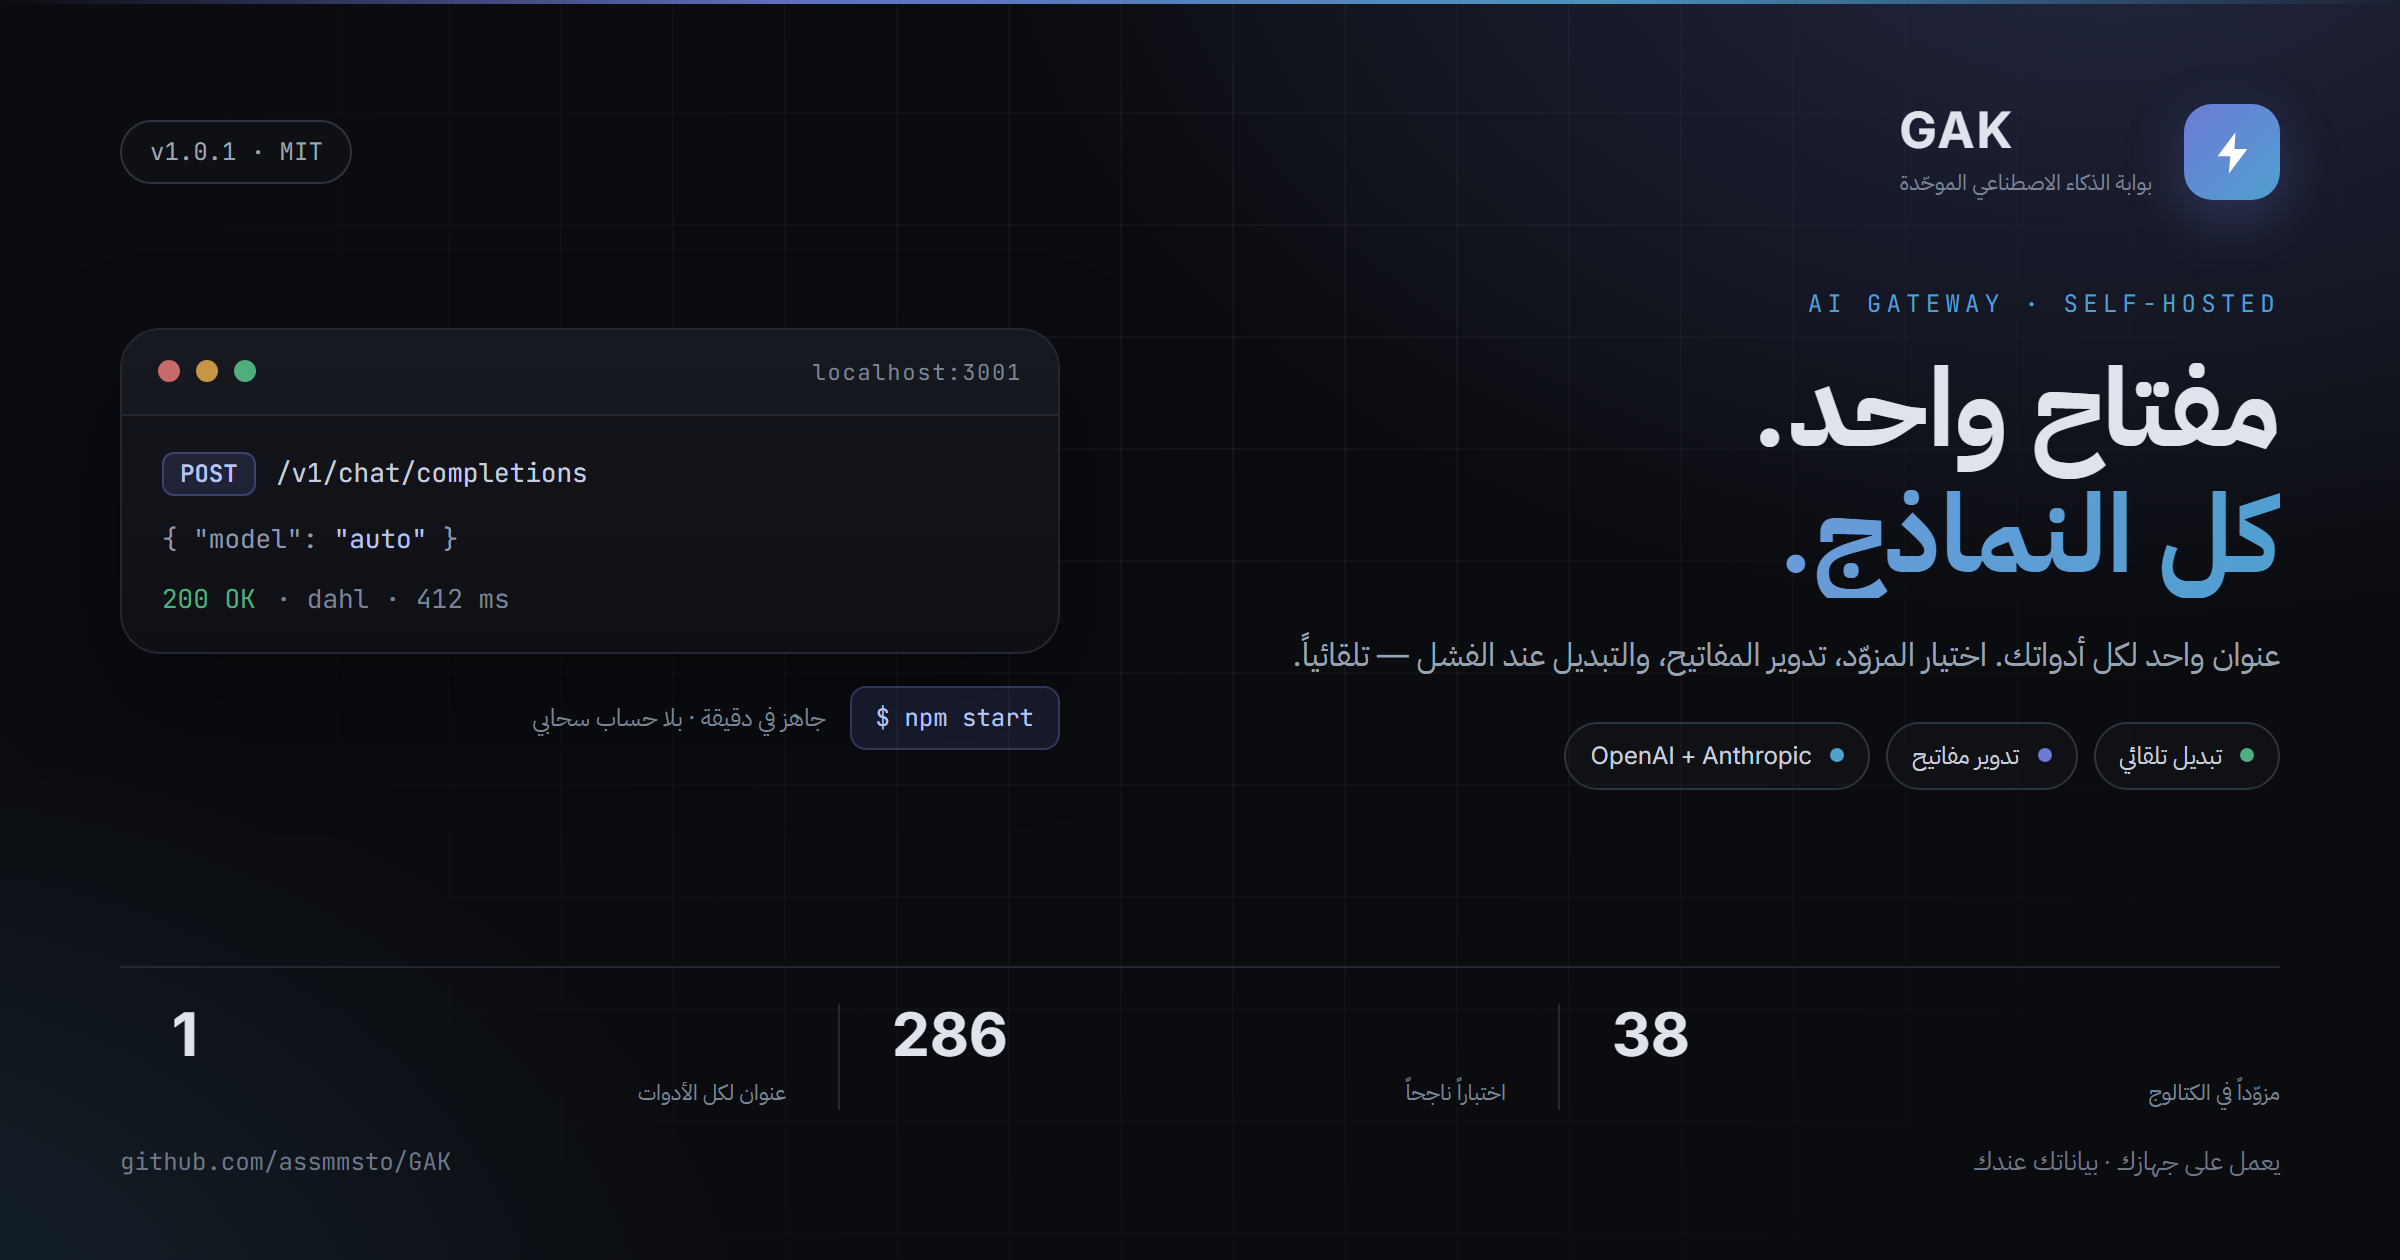 GAK
بوابة الذكاء الاصطناعي الموحّدة
v1.0.1 · MIT
AI GATEWAY · SELF-HOSTED
مفتاح واحد.
كل النماذج.
عنوان واحد لكل أدواتك. اختيار المزوّد، تدوير المفاتيح، والتبديل عند الفشل — تلقائياً.
تبديل تلقائي
تدوير مفاتيح
OpenAI + Anthropic
localhost:3001
POST /v1/chat/completions
{ "model": "auto" }
200 OK · dahl · 412 ms
$ npm start
جاهز في دقيقة · بلا حساب سحابي
38
مزوّداً في الكتالوج
286
اختباراً ناجحاً
1
عنوان لكل الأدوات
يعمل على جهازك · بياناتك عندك
github.com/assmmsto/GAK